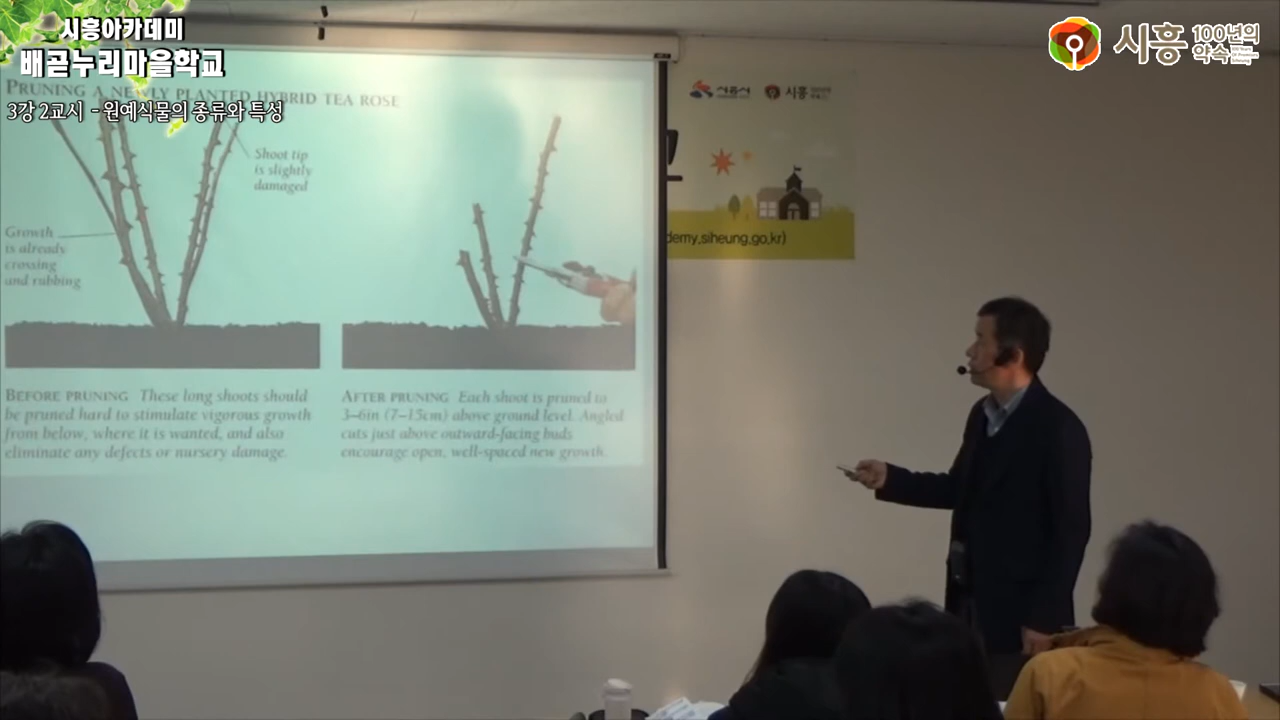 시흥아카데미
배곧누리마을학교
3강 2교시 - 원예식물의 종류와 특성
시흥 100년의
약속
PRUNING A NEWLY PLANTED HYBRID TEA ROSE
Shoot tip
is slightly
damaged
Growth
is already
crossing
and rubbing
BEFORE PRUNING These long shoots should
be pruned hard to stimulate vigorous growth
from below, where it is wanted, and also
eliminate any defects or nursery damage.
AFTER PRUNING Each shoot is pruned to
3–6in (7–15cm) above ground level. Angled
cuts just above outward-facing buds
encourage open, well-spaced new growth.
시흥시
시흥
demy.siheung.go.kr)